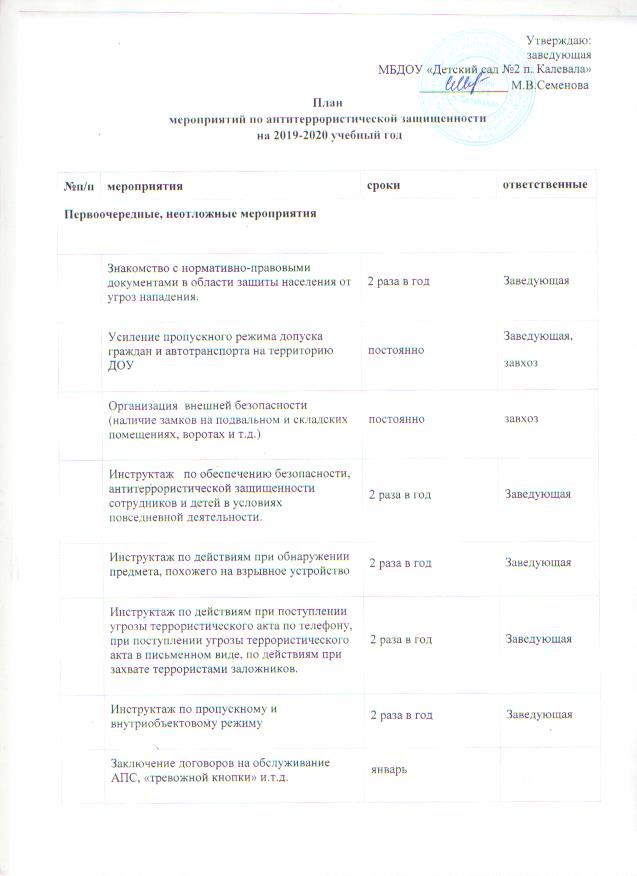 Утверждаю:
заведующая
МБДОУ «Детский сад №2 п. Калевала»
М.В.Семенова
План
мероприятий по антитеррористической защищенности
на 2019-2020 учебный год
№п/п мероприятия сроки ответственные
Первоочередные, неотложные мероприятия
Знакомство с нормативно-правовыми
документами в области защиты населения от
угроз нападения.
2 раза в год
Заведующая
Усиление пропускного режима допуска
граждан и автотранспорта на территорию
ДОУ
постоянно
Заведующая,
завхоз
Организация внешней безопасности
(наличие замков на подвальном и складских
помещениях, воротах и т.д.)
постоянно
завхоз
Инструктаж по обеспечению безопасности,
антитеррористической защищенности
сотрудников и детей в условиях
повседневной деятельности.
2 раза в год
Заведующая
Инструктаж по действиям при обнаружении
предмета, похожего на взрывное устройство
2 раза в год
Заведующая
Инструктаж по действиям при поступлении
угрозы террористического акта по телефону,
при поступлении угрозы террористического
акта в письменном виде, по действиям при
захвате террористами заложников.
2 раза в год
Заведующая
Инструктаж по пропускному и
внутриобъектовому режиму
2 раза в год
Заведующая
Заключение договоров на обслуживание
АПС, «тревожной кнопки» и.т.д.
январь